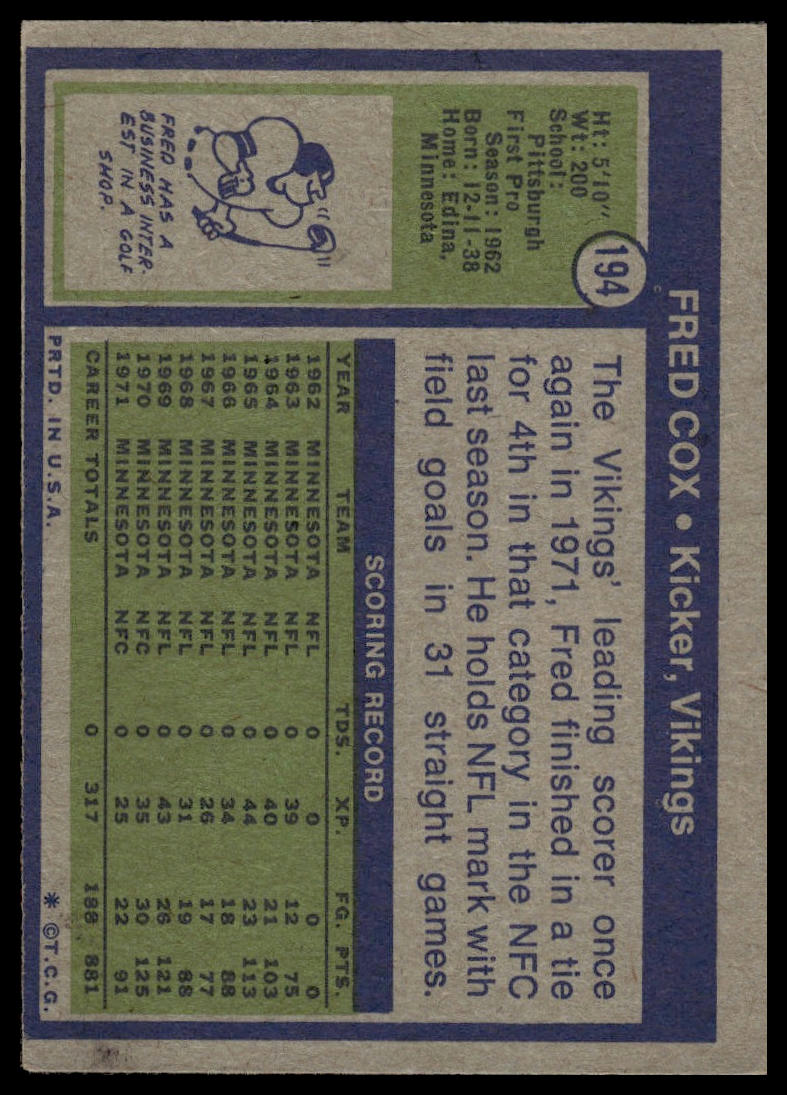 FRED COX • Kicker, Vikings
194
Ht: 5'10"
Wt: 200
School:
Pittsburgh
First Pro
Season: 1962
Born: 12-11-38
Home: Edina,
Minnesota
FRED HAS A
BUSINESS INTER-
EST IN A GOLF
SHOP.
The Vikings' leading scorer once
again in 1971, Fred finished in a tie
for 4th in that category in the NFC
last season. He holds NFL mark with
field goals in 31 straight games.
SCORING RECORD
YEAR TEAM TDS. XP. FG. PTS.
1962 MINNESOTA NFL 0 0 0 0
1963 MINNESOTA NFL 0 39 12 75
1964 MINNESOTA NFL 0 40 21 103
1965 MINNESOTA NFL 0 44 23 113
1966 MINNESOTA NFL 0 34 18 88
1967 MINNESOTA NFL 0 26 17 77
1968 MINNESOTA NFL 0 31 19 88
1969 MINNESOTA NFL 0 43 26 121
1970 MINNESOTA NFC 0 35 30 125
1971 MINNESOTA NFC 0 25 22 91
CAREER TOTALS 0 317 188 881
PRTD. IN U.S.A. * ©T.C.G.